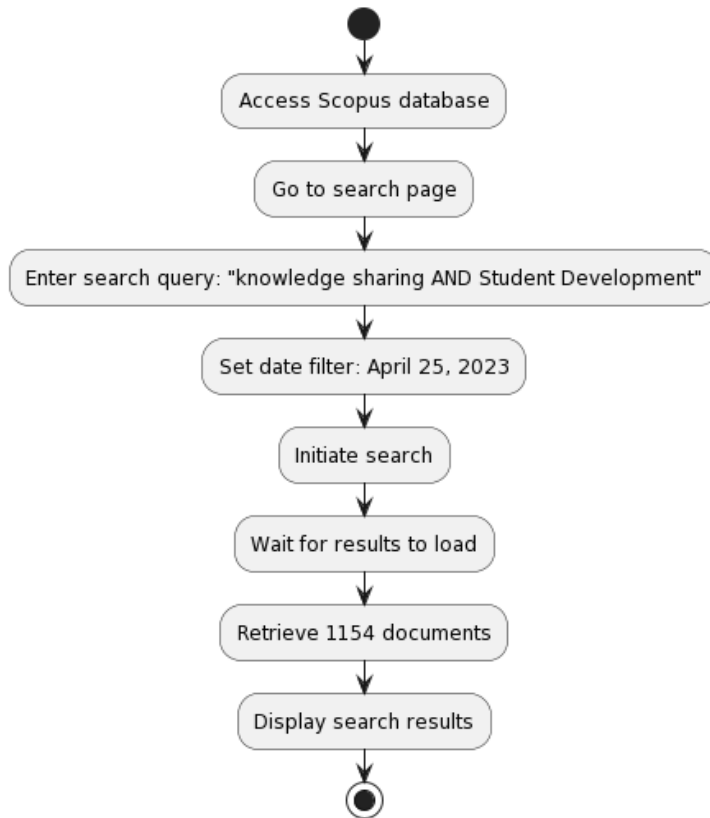 Access Scopus database
Go to search page
Enter search query: "knowledge sharing AND Student Development"
Set date filter: April 25, 2023
Initiate search
Wait for results to load
Retrieve 1154 documents
Display search results